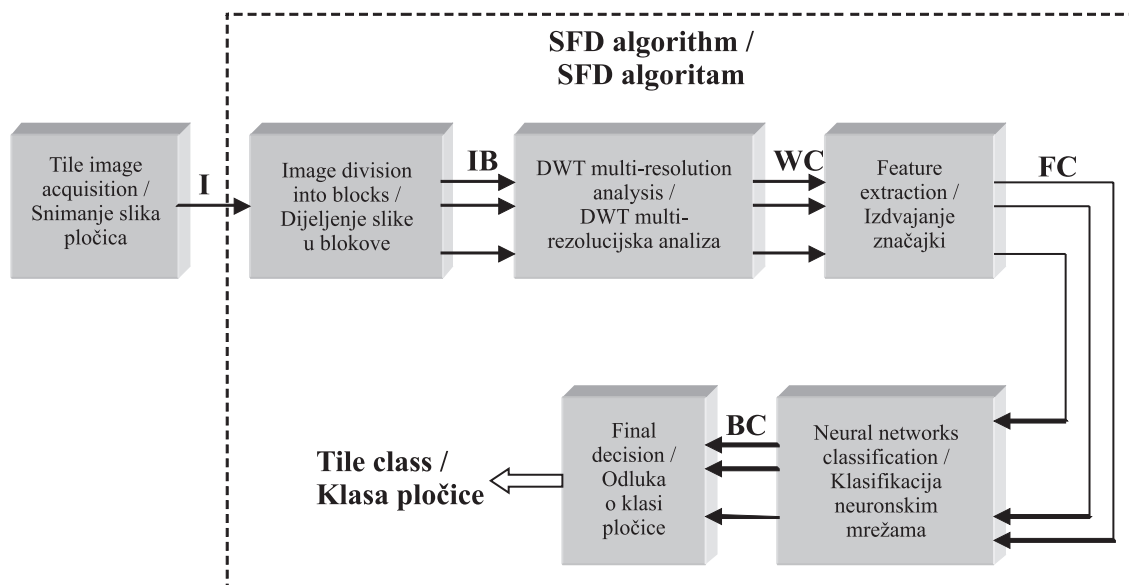 SFD algorithm /
SFD algoritam
Tile image
acquisition /
Snimanje slika
pločica
I
Image division
into blocks /
Dijeljenje slike
u blokove
IB
DWT multi-resolution
analysis /
DWT multi-
rezolucijska analiza
WC
Feature
extraction /
Izdvajanje
značajki
FC
Neural networks
classification /
Klasifikacija
neuronskim
mrežama
BC
Final
decision /
Odluka
o klasi
pločice
Tile class /
Klasa pločice